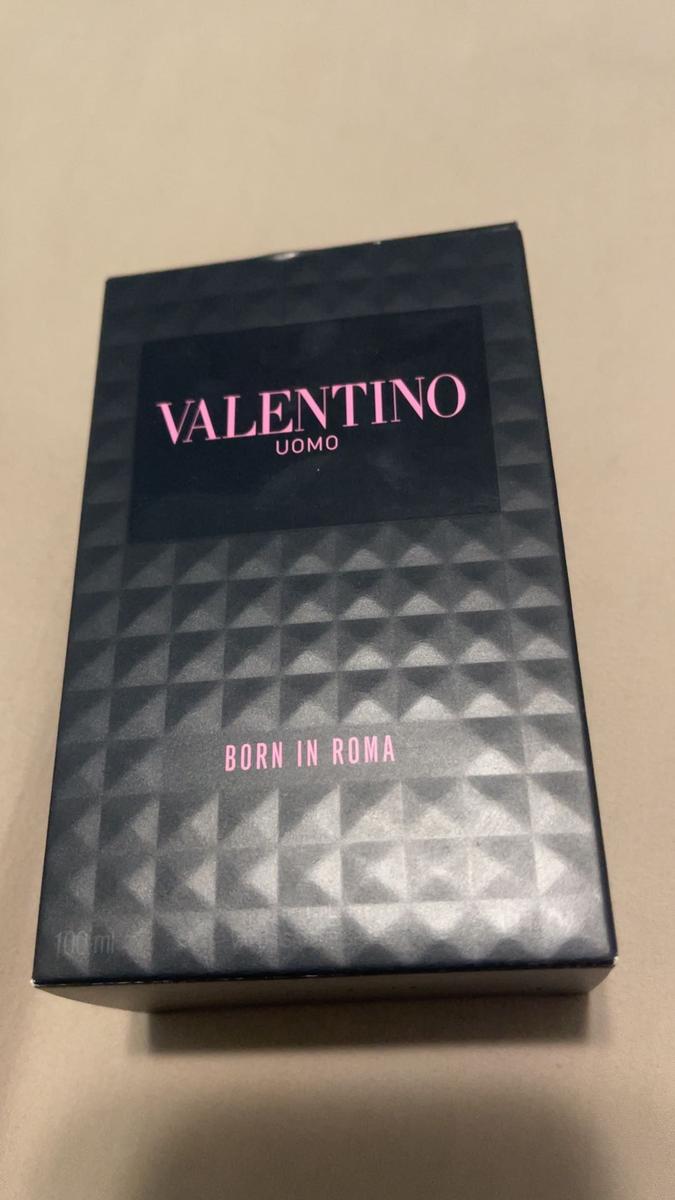 VALENTINO
UOMO
BORN IN ROMA
100 ml